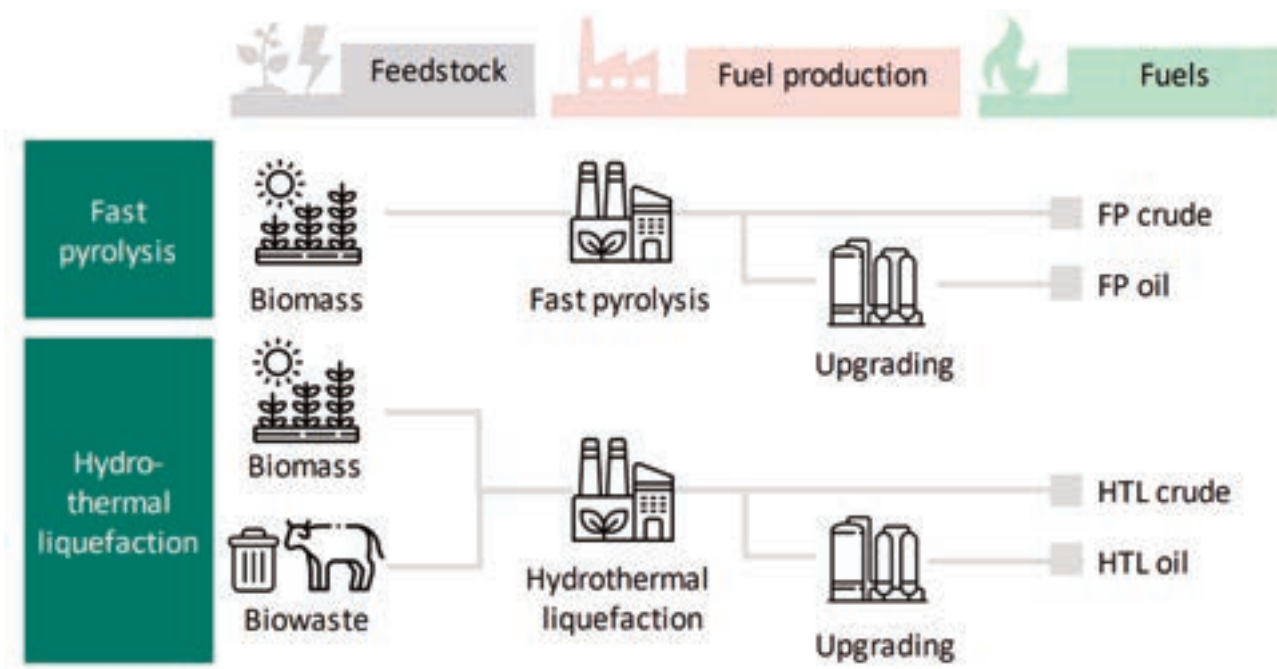 Feedstock
Fuel production
Fuels
Fast
pyrolysis
Biomass
Fast pyrolysis
Upgrading
FP crude
FP oil
Hydro-
thermal
liquefaction
Biomass
Biowaste
Hydrothermal
liquefaction
Upgrading
HTL crude
HTL oil